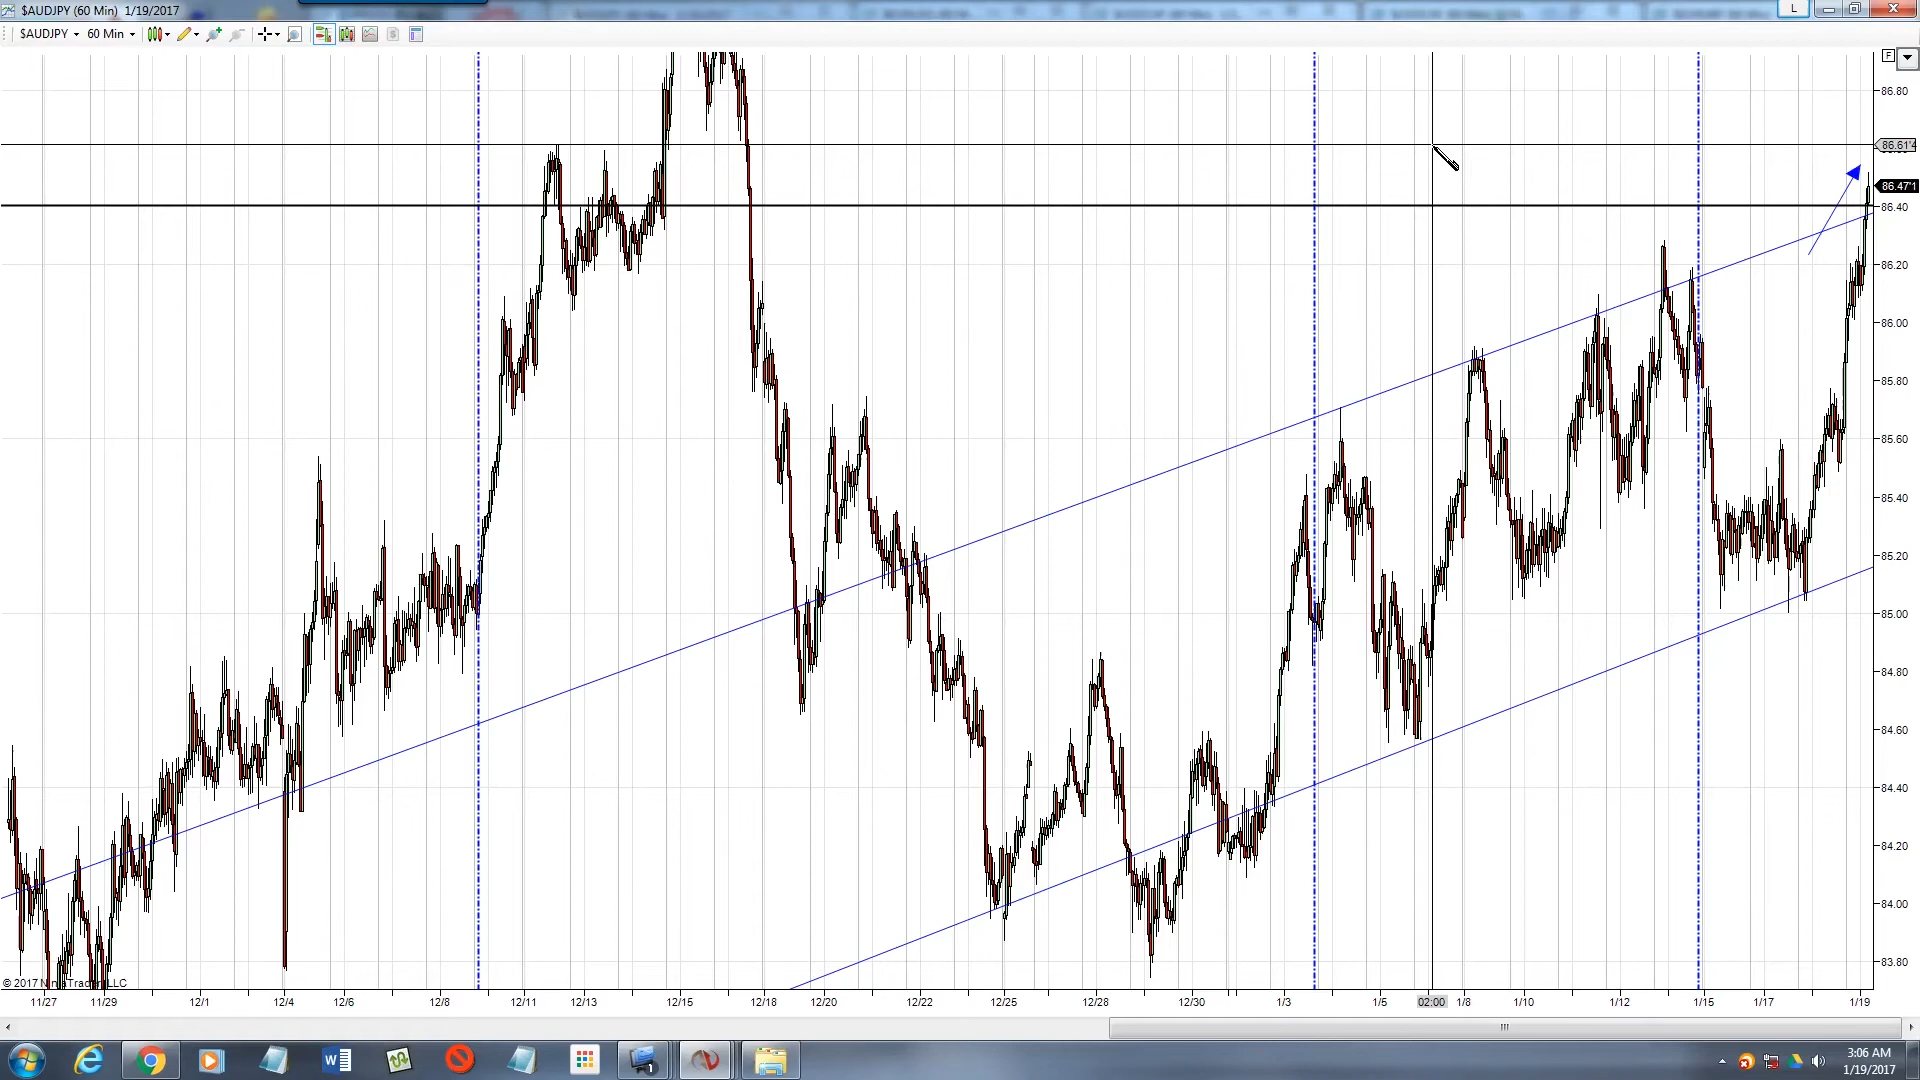 $AUDJPY (60 Min) 1/19/2017
L
$AUDJPY 60 Min
F
86.80
86.61'4
86.47'1
86.40
86.20
86.00
85.80
85.60
85.40
85.20
85.00
84.80
84.60
84.40
84.20
84.00
83.80
© 2017 NinjaTrader, LLC
11/27 11/29 12/1 12/4 12/6 12/8 12/11 12/13 12/15 12/18 12/20 12/22 12/25 12/28 12/30 1/3 1/5 02:00 1/8 1/10 1/12 1/15 1/17 1/19
3:06 AM
1/19/2017